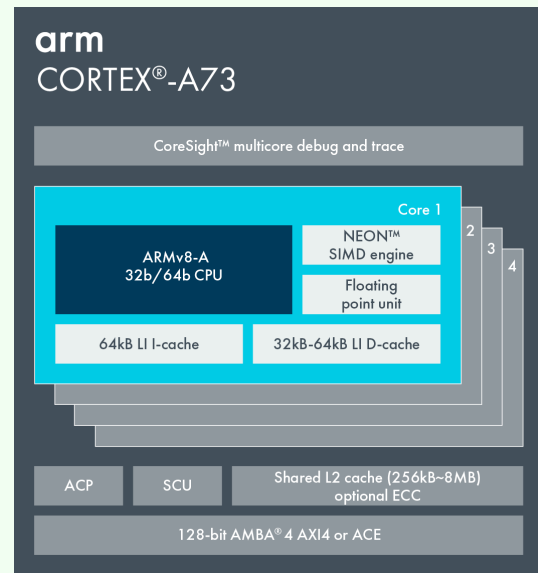 arm
CORTEX®-A73
CoreSight™ multicore debug and trace
Core 1
2
3
4
ARMv8-A
32b/64b CPU
NEON™
SIMD engine
Floating
point unit
64kB LI I-cache
32kB-64kB LI D-cache
ACP
SCU
Shared L2 cache (256kB~8MB)
optional ECC
128-bit AMBA® 4 AXI4 or ACE